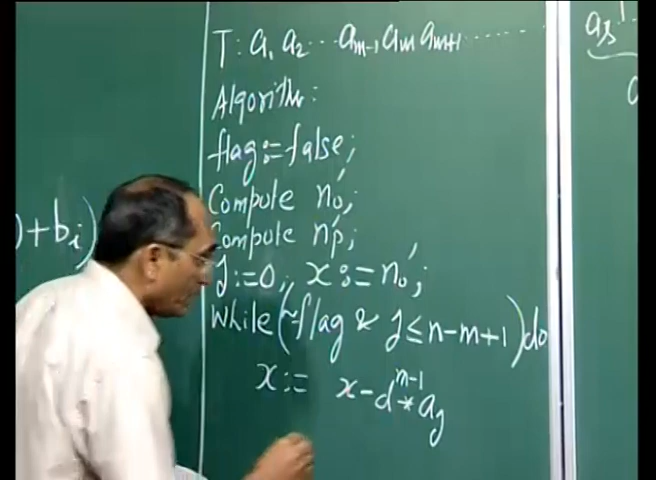 T : a₁ a₂ ... aₘ₋₁ aₘ aₘ₊₁ ......
Algorithm:
flag := false;
Compute n₀';
Compute n'p;
j := 0; x := n₀';
)+bᵢ)
While (~flag & j ≤ n-m+1) do
x := x - dᵐ⁻¹ * aⱼ